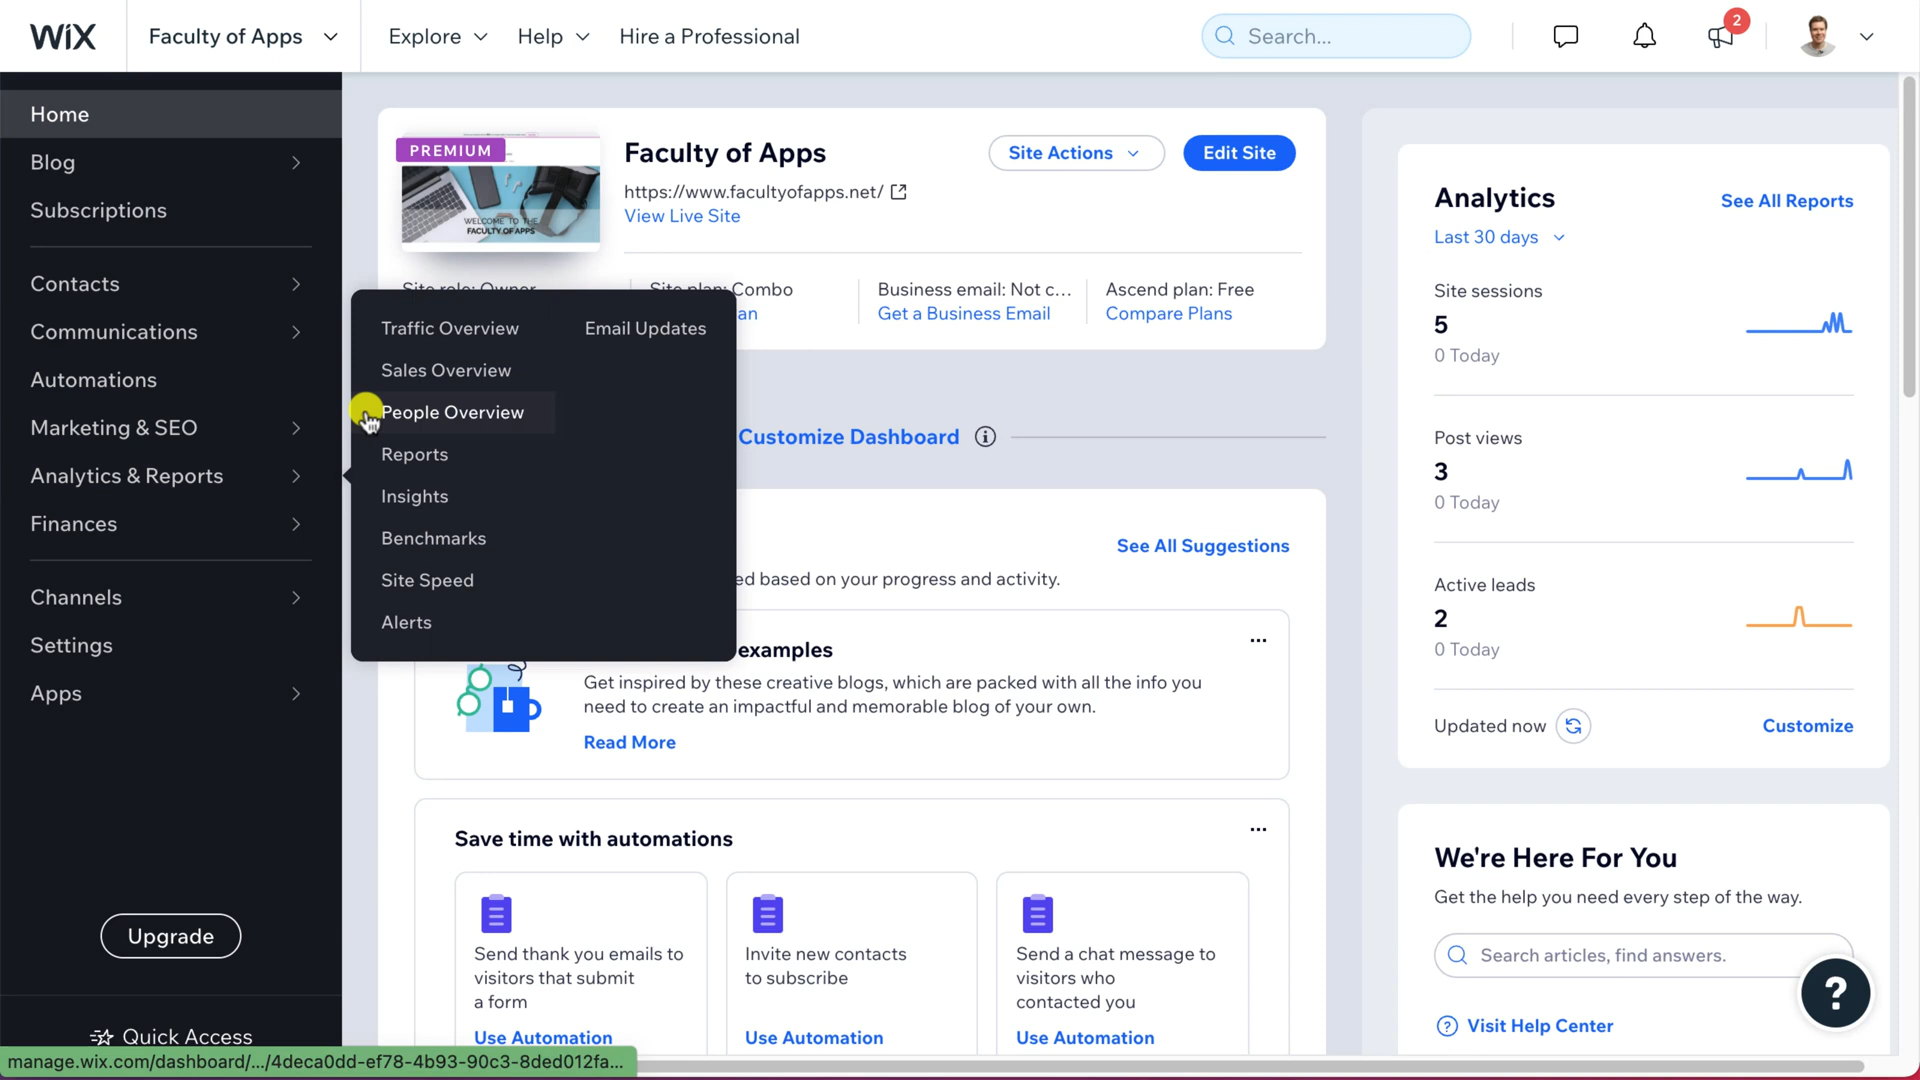 WiX
Faculty of Apps
Explore
Help
Hire a Professional
Search...
2
Home
Blog
Subscriptions
Contacts
Communications
Automations
Marketing & SEO
Analytics & Reports
Finances
Channels
Settings
Apps
Upgrade
Quick Access
manage.wix.com/dashboard/.../4deca0dd-ef78-4b93-90c3-8ded012fa...
Traffic Overview
Email Updates
Sales Overview
People Overview
Reports
Insights
Benchmarks
Site Speed
Alerts
PREMIUM
WELCOME TO THE
FACULTY OF APPS
Faculty of Apps
Site Actions
Edit Site
https://www.facultyofapps.net/
View Live Site
Site role: Owner
Site plan: Combo
an
Business email: Not c...
Get a Business Email
Ascend plan: Free
Compare Plans
Customize Dashboard
See All Suggestions
ed based on your progress and activity.
examples
Get inspired by these creative blogs, which are packed with all the info you
need to create an impactful and memorable blog of your own.
Read More
Save time with automations
Send thank you emails to
visitors that submit
a form
Use Automation
Invite new contacts
to subscribe
Use Automation
Send a chat message to
visitors who
contacted you
Use Automation
Analytics
See All Reports
Last 30 days
Site sessions
5
0 Today
Post views
3
0 Today
Active leads
2
0 Today
Updated now
Customize
We're Here For You
Get the help you need every step of the way.
Search articles, find answers.
?
Visit Help Center